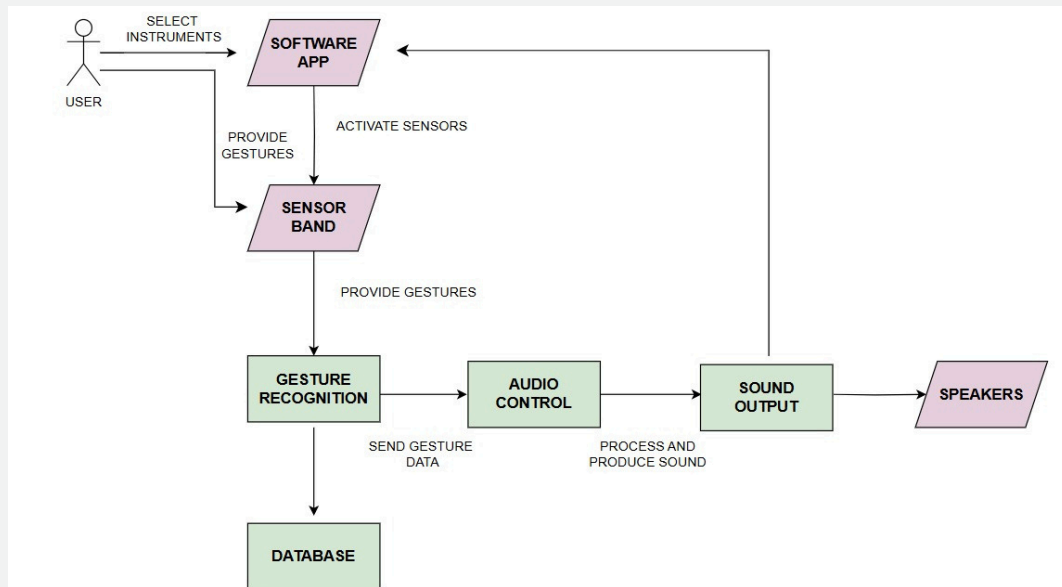 SELECT
INSTRUMENTS
SOFTWARE
APP
USER
ACTIVATE SENSORS
PROVIDE
GESTURES
SENSOR
BAND
PROVIDE GESTURES
GESTURE
RECOGNITION
AUDIO
CONTROL
SOUND
OUTPUT
SPEAKERS
SEND GESTURE
DATA
PROCESS AND
PRODUCE SOUND
DATABASE